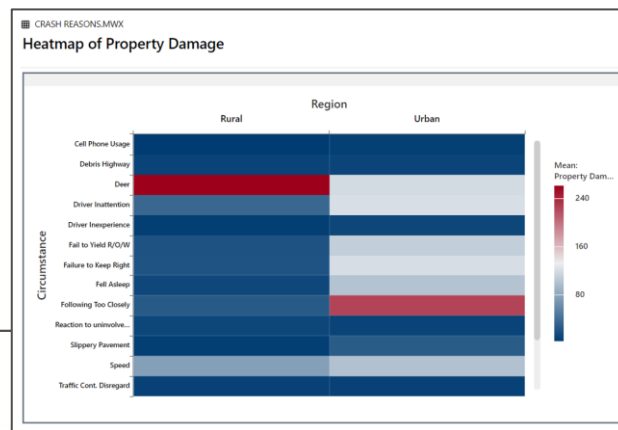 CRASH REASONS.MWX
Heatmap of Property Damage
Region
Rural Urban
Circumstance
Cell Phone Usage
Debris Highway
Deer
Driver Inattention
Driver Inexperience
Fail to Yield R/O/W
Failure to Keep Right
Fell Asleep
Following Too Closely
Reaction to uninvolve...
Slippery Pavement
Speed
Traffic Cont. Disregard
Mean:
Property Dam...
240
160
80